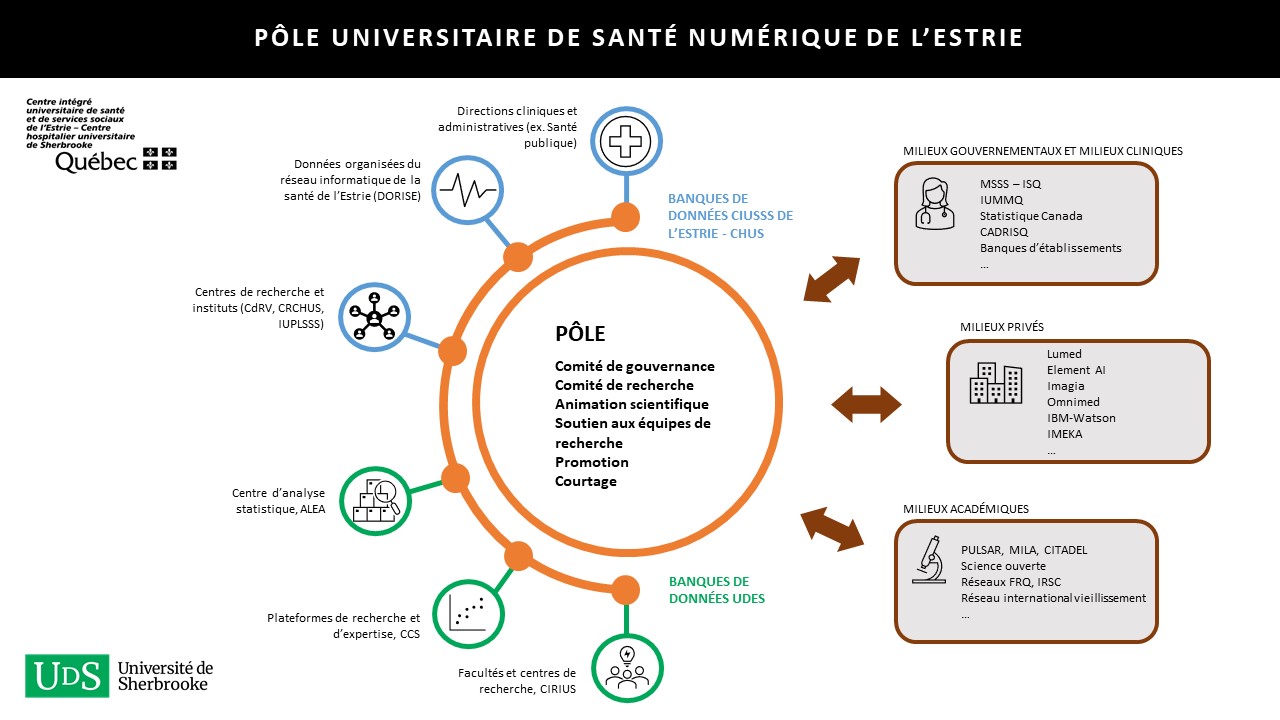 PÔLE UNIVERSITAIRE DE SANTÉ NUMÉRIQUE DE L’ESTRIE
Centre intégré
universitaire de santé
et de services sociaux
de l’Estrie – Centre
hospitalier universitaire
de Sherbrooke
Québec
Directions cliniques et
administratives (ex. Santé
publique)
Données organisées du
réseau informatique de la
santé de l’Estrie (DORISE)
Centres de recherche et
instituts (CdRV, CRCHUS,
IUPLSSS)
Centre d’analyse
statistique, ALEA
Plateformes de recherche et
d’expertise, CCS
Facultés et centres de
recherche, CIRIUS
BANQUES DE
DONNÉES CIUSSS DE
L’ESTRIE - CHUS
PÔLE
Comité de gouvernance
Comité de recherche
Animation scientifique
Soutien aux équipes de
recherche
Promotion
Courtage
BANQUES DE
DONNÉES UDES
MILIEUX GOUVERNEMENTAUX ET MILIEUX CLINIQUES
MSSS – ISQ
IUMMQ
Statistique Canada
CADRISQ
Banques d’établissements
...
MILIEUX PRIVÉS
Lumed
Element AI
Imagia
Omnimed
IBM-Watson
IMEKA
...
MILIEUX ACADÉMIQUES
PULSAR, MILA, CITADEL
Science ouverte
Réseaux FRQ, IRSC
Réseau international vieillissement
...
UDS Université de
Sherbrooke